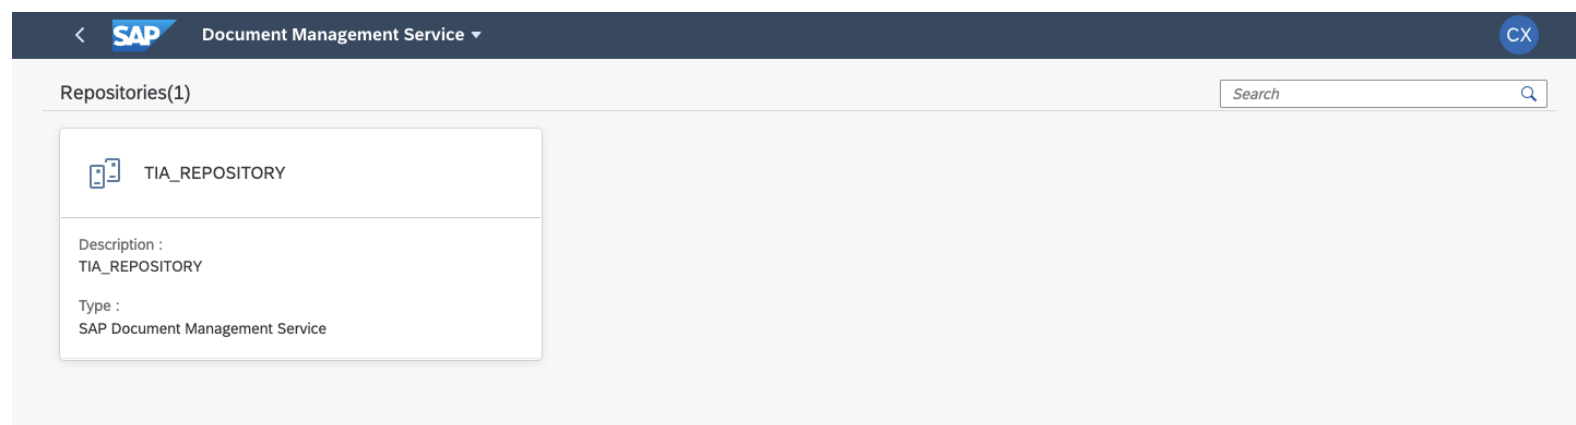 SAP Document Management Service
CX
Repositories(1)
Search
TIA_REPOSITORY
Description :
TIA_REPOSITORY
Type :
SAP Document Management Service